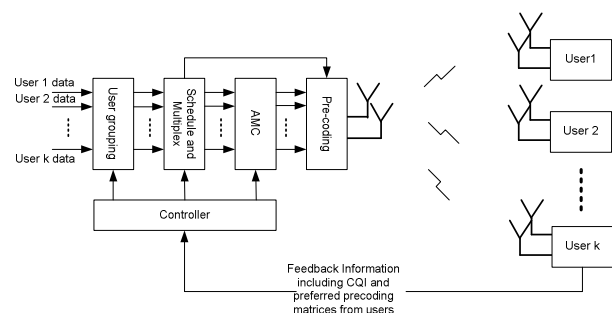 User 1 data
User 2 data
User k data
User grouping
Schedule and
Multiplex
AMC
Pre-coding
Controller
User1
User 2
User k
Feedback Information
including CQI and
preferred precoding
matrices from users